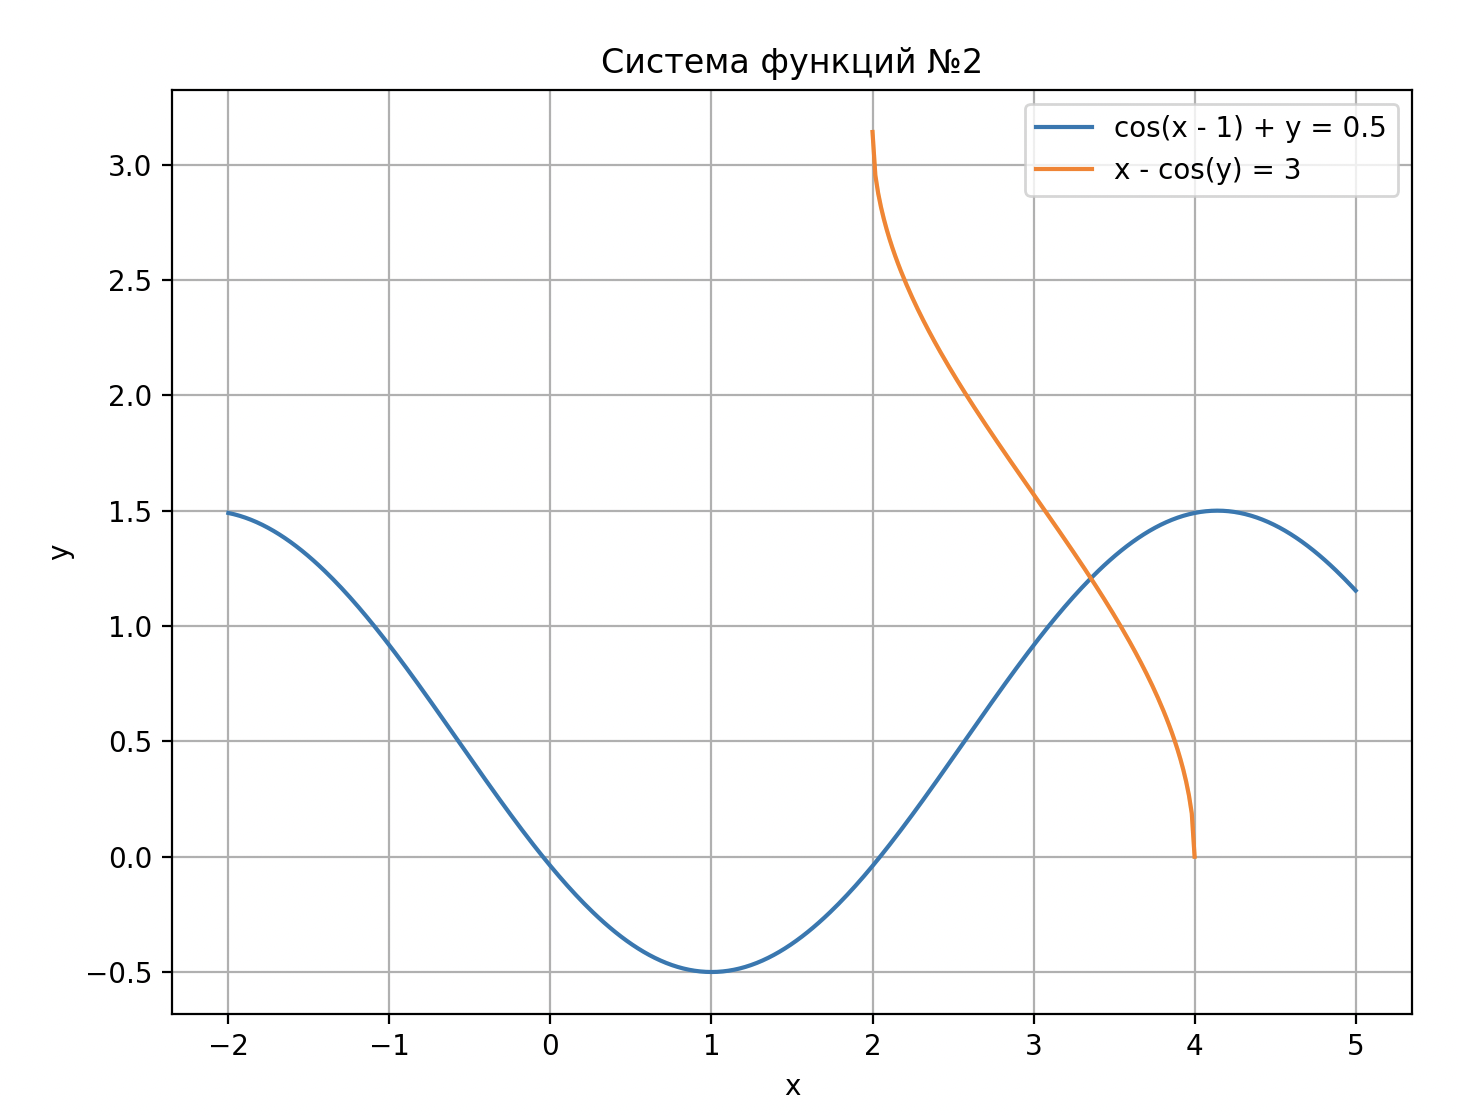 Система функций №2
cos(x - 1) + y = 0.5
x - cos(y) = 3
3.0
2.5
2.0
1.5
1.0
0.5
0.0
−0.5
y
−2 −1 0 1 2 3 4 5
x